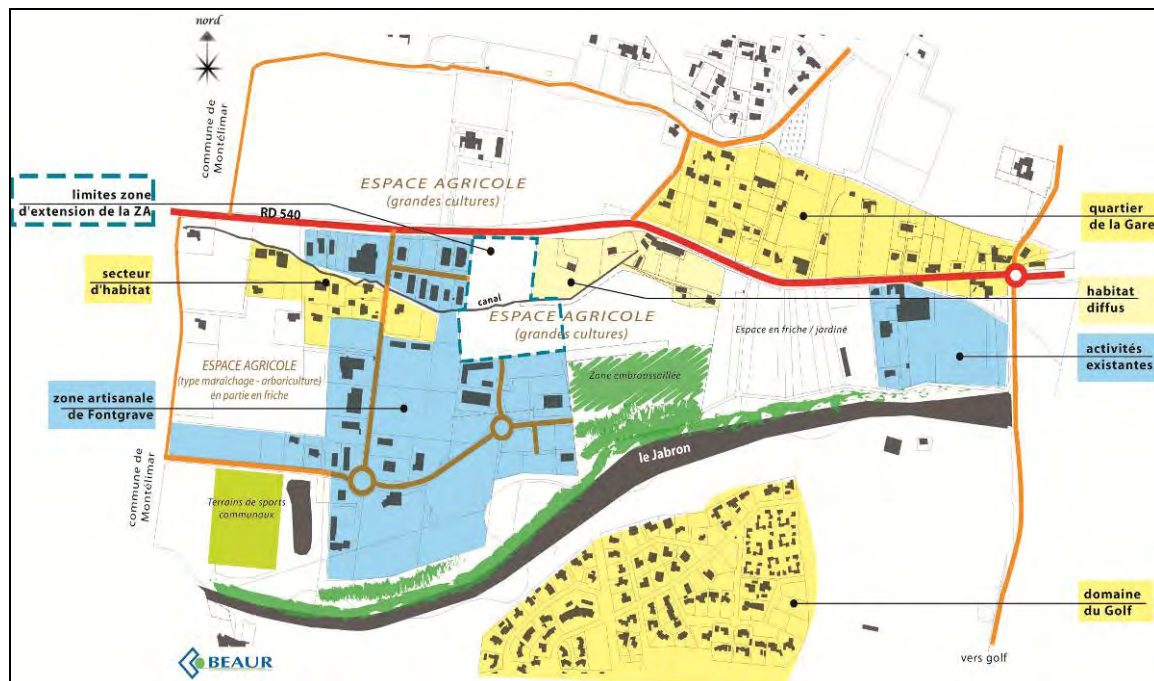 nord
commune de
Montélimar
limites zone
d'extension de la ZA
ESPACE AGRICOLE
(grandes cultures)
RD 540
quartier
de la Gare
secteur
d'habitat
canal
habitat
diffus
ESPACE AGRICOLE
(grandes cultures)
Espace en friche / jardiné
activités
existantes
ESPACE AGRICOLE
(type maraîchage - arboriculture)
en partie en friche
Zone embroussaillée
zone artisanale
de Fontgrave
le Jabron
commune de
Montélimar
Terrains de sports
communaux
domaine
du Golf
vers golf
BEAUR